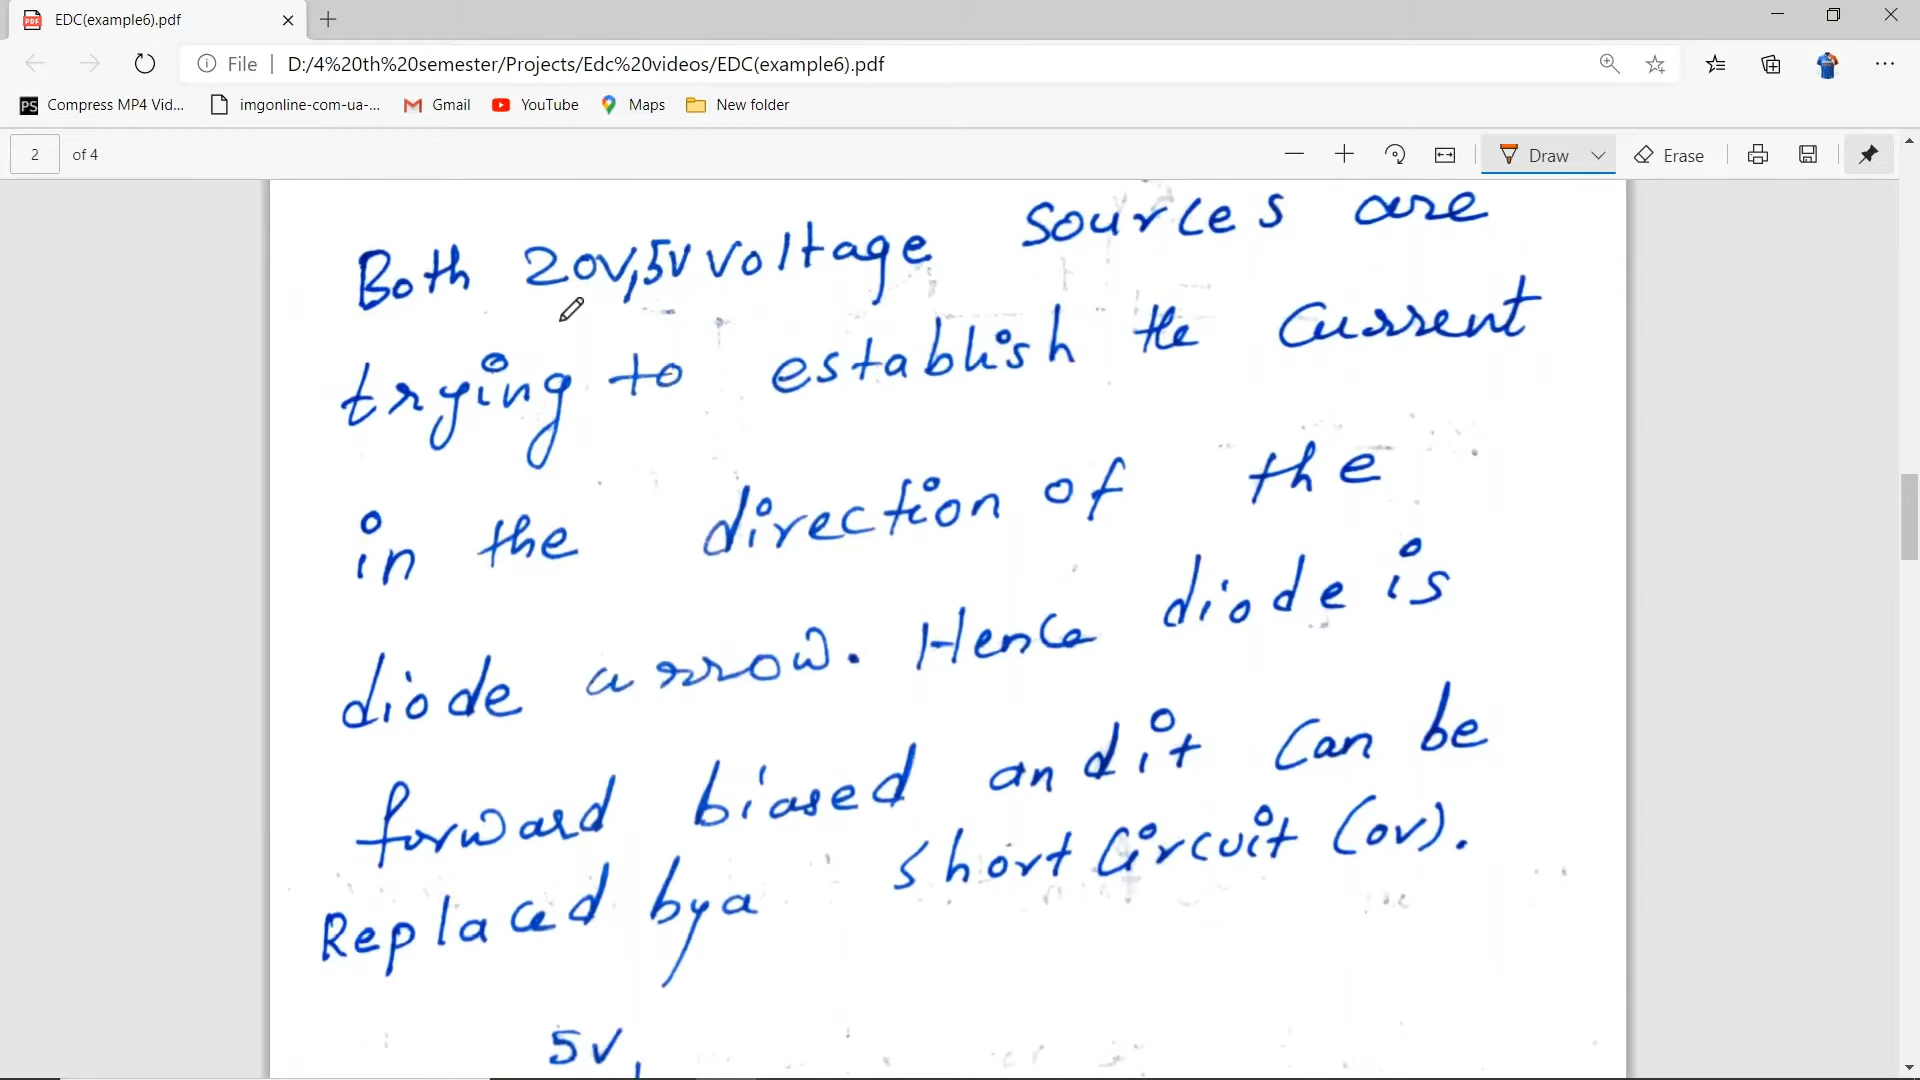 EDC(example6).pdf
File
D:/4%20th%20semester/Projects/Edc%20videos/EDC(example6).pdf
PS Compress MP4 Vid... imgonline-com-ua-... Gmail YouTube Maps New folder
2 of 4 Draw Erase
Both 20V,5V voltage sources are
trying to establish the current
in the direction of the
diode arrow. Hence diode is
forward biased and it can be
Replaced by a short circuit (0V).
5V